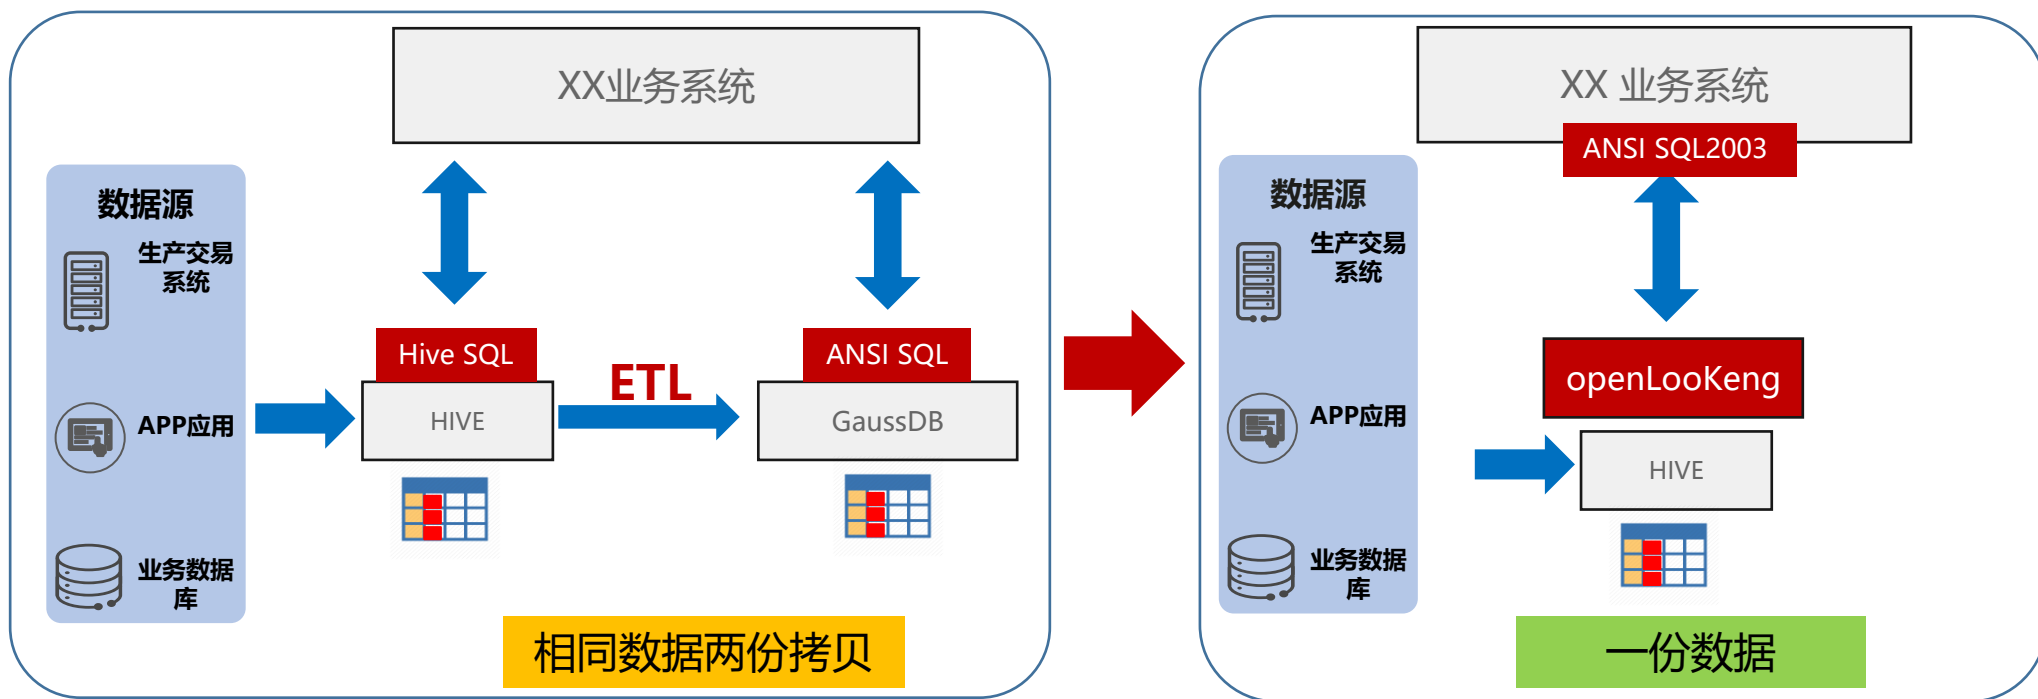 XX业务系统
数据源
生产交易
系统
APP应用
业务数据
库
Hive SQL
HIVE
ETL
ANSI SQL
GaussDB
相同数据两份拷贝
XX 业务系统
ANSI SQL2003
数据源
生产交易
系统
APP应用
业务数据
库
openLooKeng
HIVE
一份数据